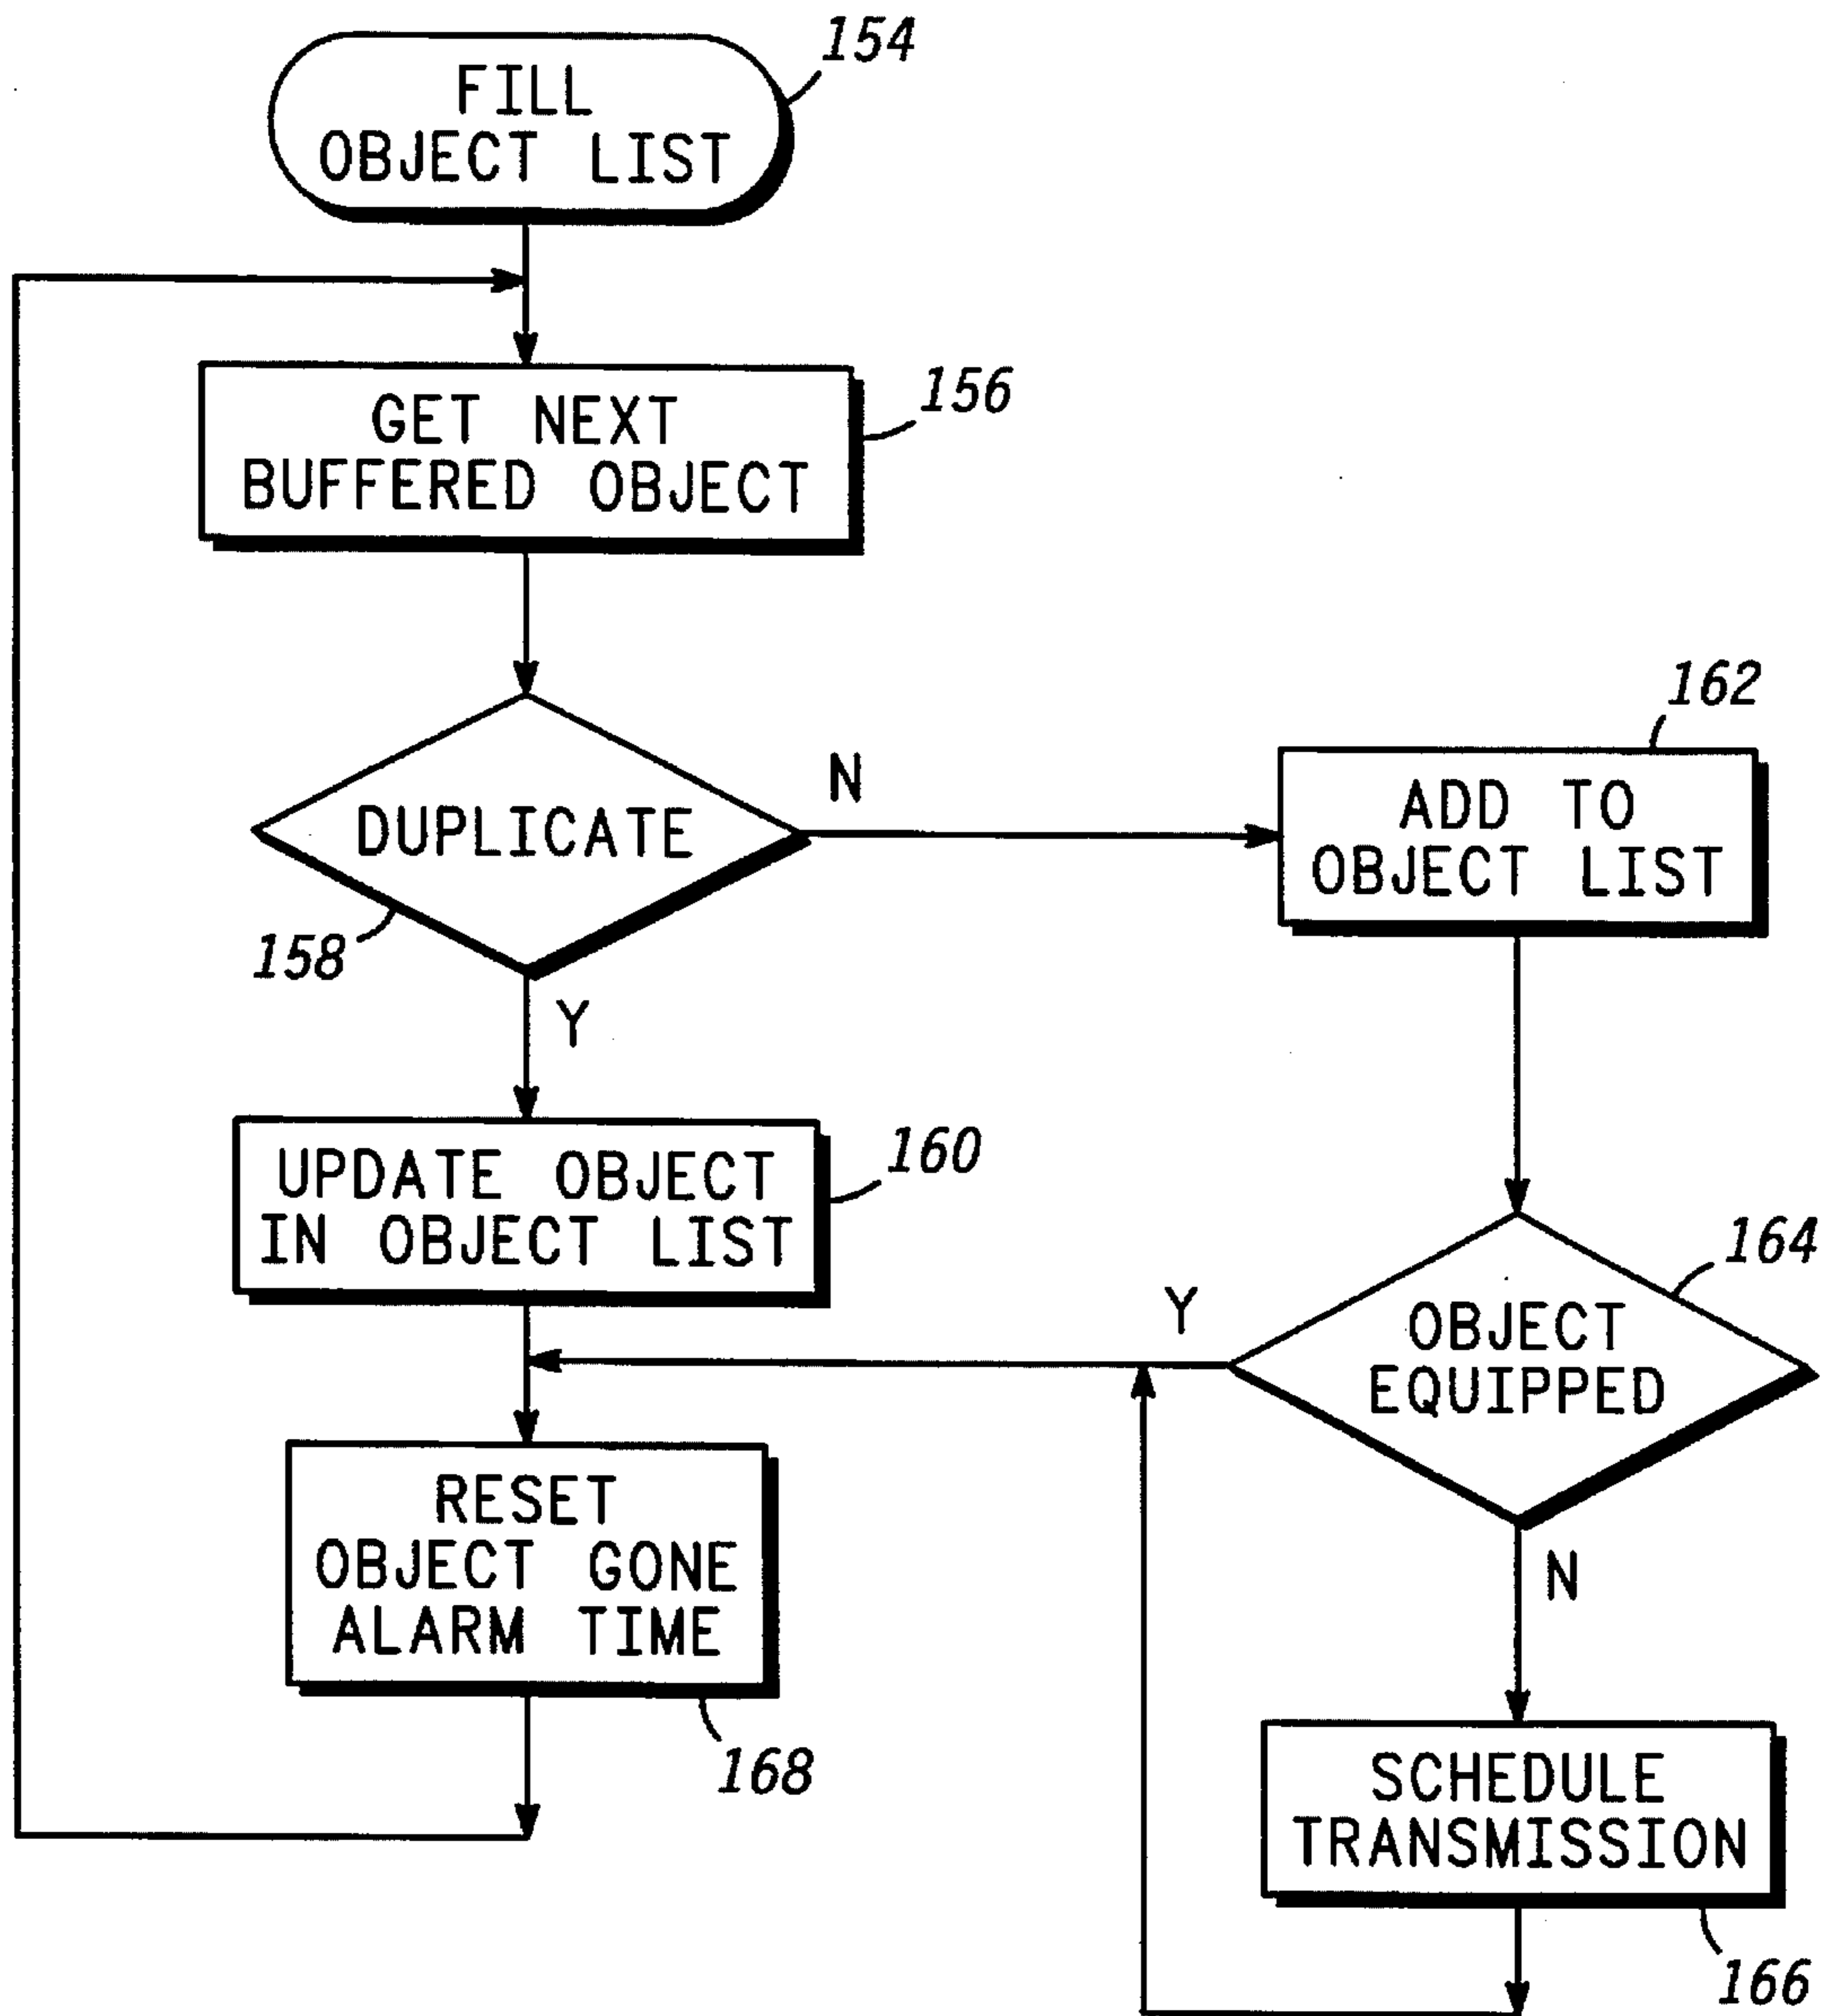 154
FILL
OBJECT LIST
156
GET NEXT
BUFFERED OBJECT
162
N
DUPLICATE
ADD TO
OBJECT LIST
158
Y
160
UPDATE OBJECT
IN OBJECT LIST
164
Y
OBJECT
EQUIPPED
RESET
OBJECT GONE
ALARM TIME
N
168
SCHEDULE
TRANSMISSION
166